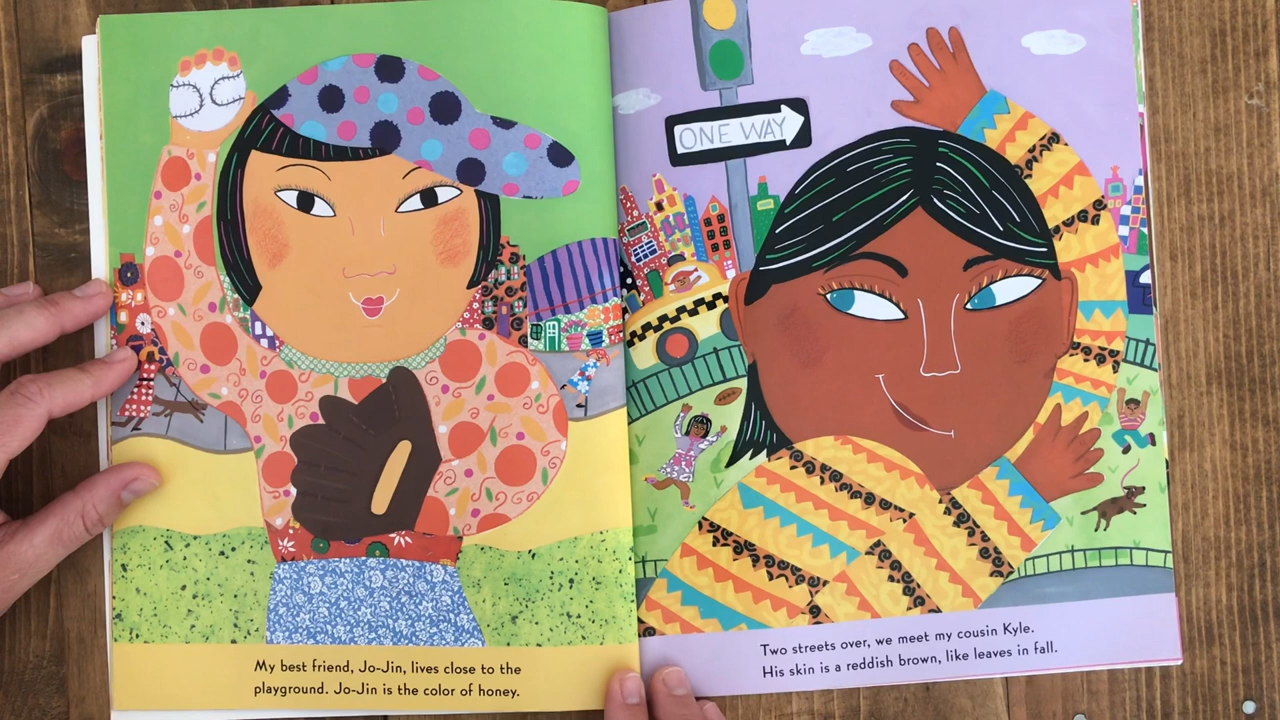 My best friend, Jo-Jin, lives close to the
playground. Jo-Jin is the color of honey.
ONE WAY
Two streets over, we meet my cousin Kyle.
His skin is a reddish brown, like leaves in fall.